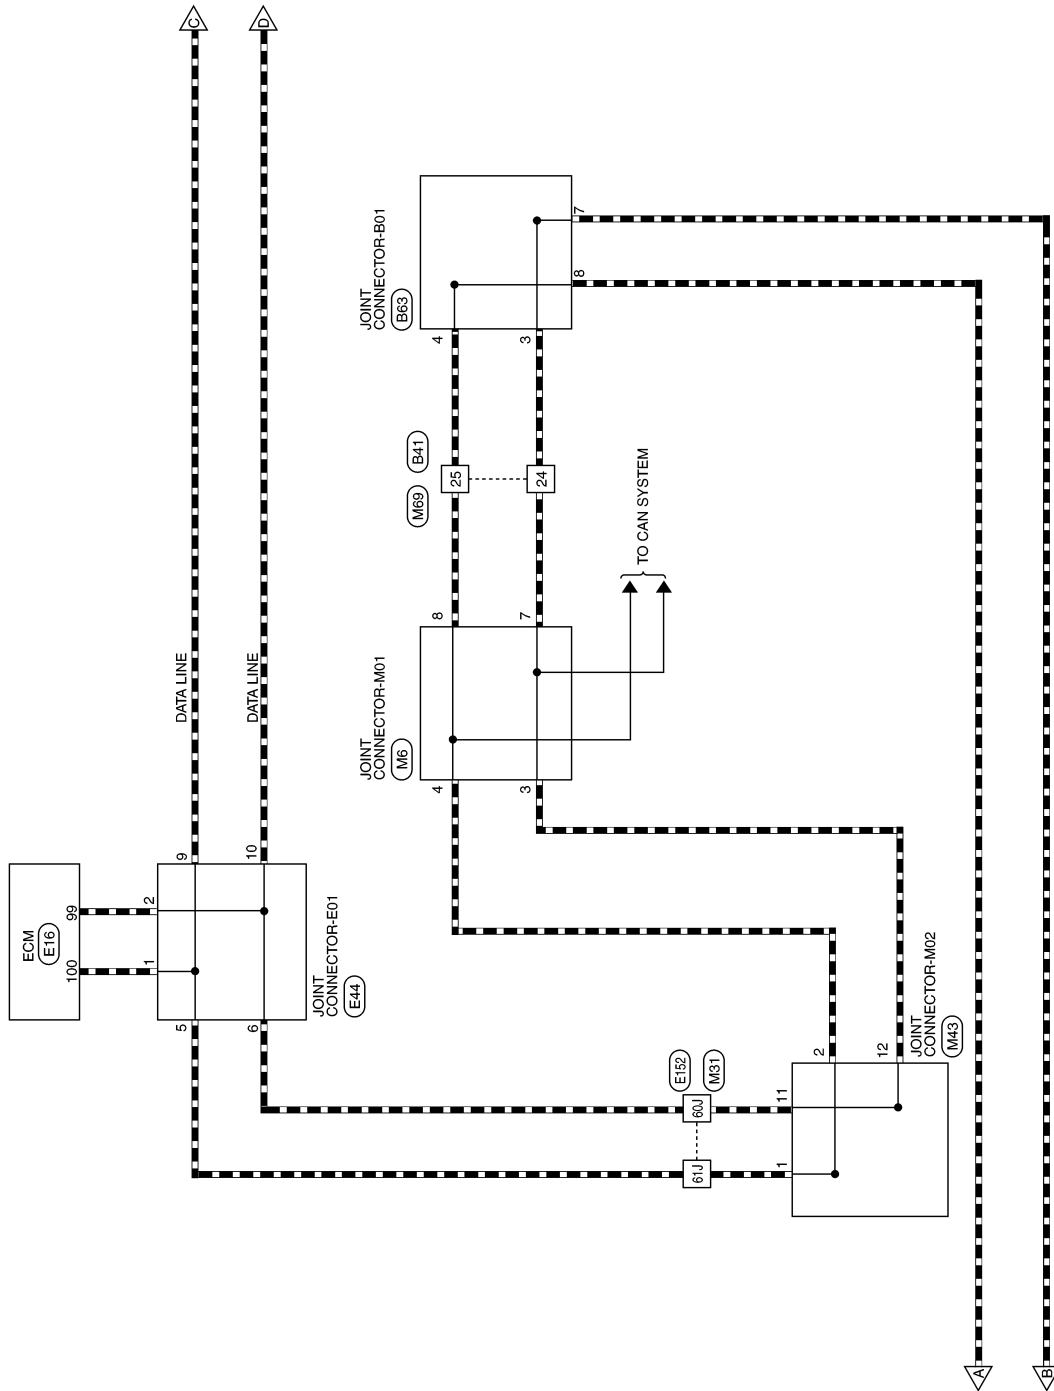 C
D
DATA LINE
DATA LINE
ECM
E16
100
99
1
2
9
10
5
6
JOINT
CONNECTOR-E01
E44
JOINT
CONNECTOR-B01
B63
4
3
8
7
M69
B41
25
24
JOINT
CONNECTOR-M01
M6
8
7
4
3
TO CAN SYSTEM
E152
M31
61J
60J
1
11
2
12
JOINT
CONNECTOR-M02
M43
A
B